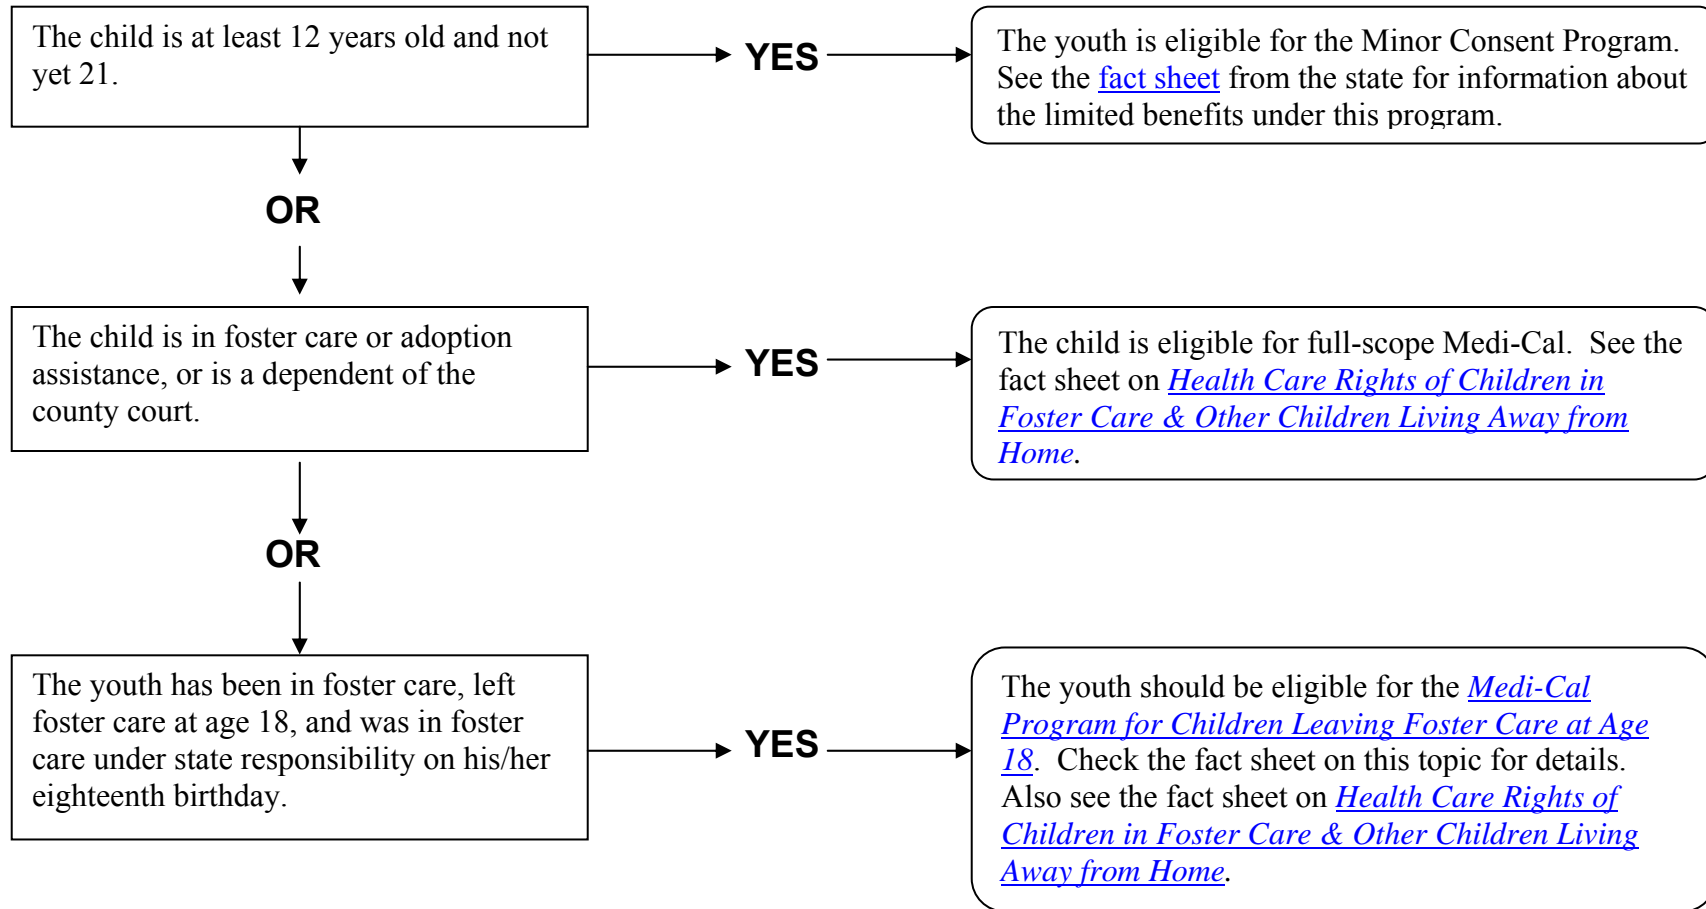 The child is at least 12 years old and not
yet 21.
YES
The youth is eligible for the Minor Consent Program.
See the fact sheet from the state for information about
the limited benefits under this program.
OR
The child is in foster care or adoption
assistance, or is a dependent of the
county court.
YES
The child is eligible for full-scope Medi-Cal.  See the
fact sheet on Health Care Rights of Children in
Foster Care & Other Children Living Away from
Home.
OR
The youth has been in foster care, left
foster care at age 18, and was in foster
care under state responsibility on his/her
eighteenth birthday.
YES
The youth should be eligible for the Medi-Cal
Program for Children Leaving Foster Care at Age
18.  Check the fact sheet on this topic for details.
Also see the fact sheet on Health Care Rights of
Children in Foster Care & Other Children Living
Away from Home.